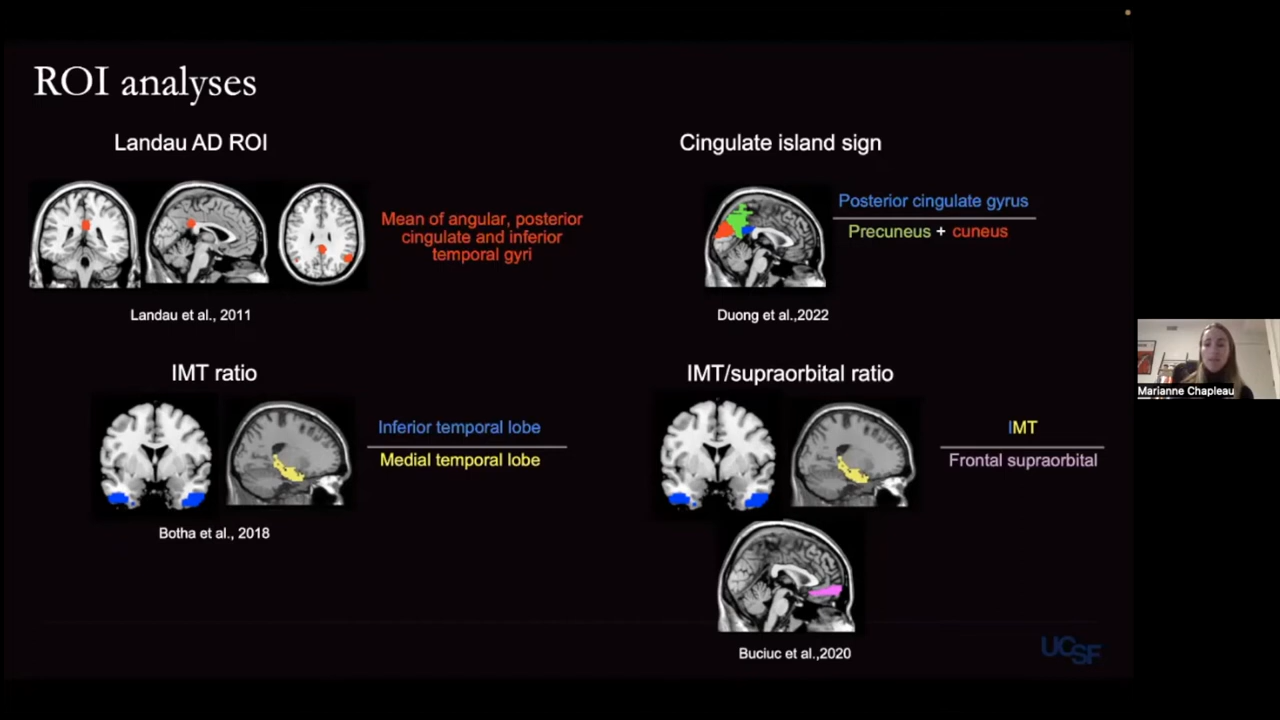 ROI analyses
Landau AD ROI
Mean of angular, posterior
cingulate and inferior
temporal gyri
Landau et al., 2011
Cingulate island sign
Posterior cingulate gyrus
Precuneus + cuneus
Duong et al.,2022
IMT ratio
Inferior temporal lobe
Medial temporal lobe
Botha et al., 2018
IMT/supraorbital ratio
IMT
Frontal supraorbital
Buciuc et al.,2020
UCSF
Marianne Chapleau